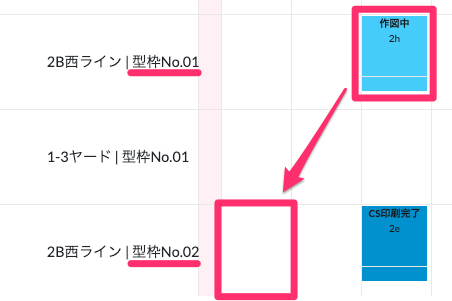 作図中
2h
2B西ライン | 型枠No.01
1-3ヤード | 型枠No.01
CS印刷完了
2e
2B西ライン | 型枠No.02